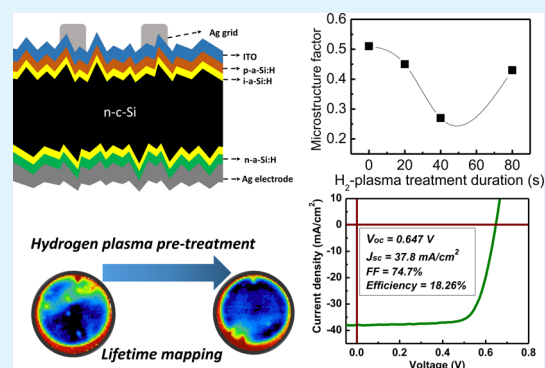 Ag grid
ITO
p-a-Si:H
i-a-Si:H
n-c-Si
n-a-Si:H
Ag electrode
Hydrogen plasma pre-treatment
Lifetime mapping
Microstructure factor
0.6
0.5
0.4
0.3
0.2
0 20 40 60 80
H2-plasma treatment duration (s)
Current density (mA/cm2)
10
0
-10
-20
-30
-40
VOC = 0.647 V
JSC = 37.8 mA/cm2
FF = 74.7%
Efficiency = 18.26%
0.0 0.2 0.4 0.6 0.8
Voltage (V)